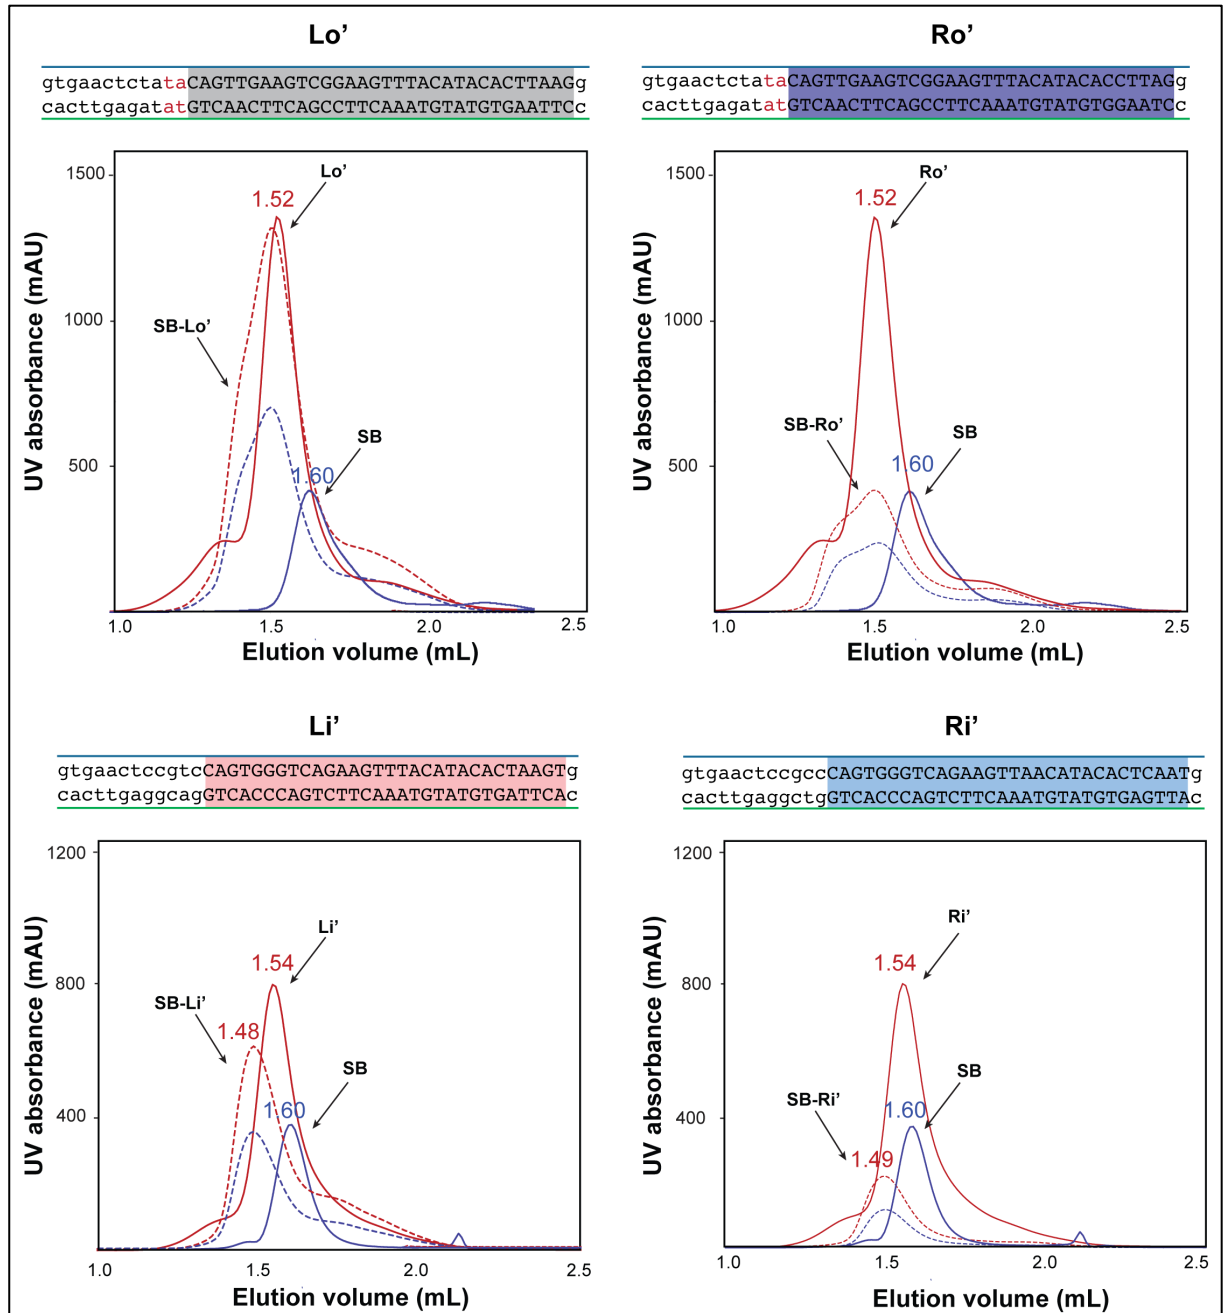 Lo’
gtgaactctataCAGTTGAAGTCGGAAGTTTACATACACTTAAGg
cacttgagatatGTCAACTTCAGCCTTCAAATGTATGTGAATTCc
1500
1000
500
UV absorbance (mAU)
1.52
Lo’
SB-Lo’
SB
1.60
1.0
1.5
2.0
2.5
Elution volume (mL)
Ro’
gtgaactctataCAGTTGAAGTCGGAAGTTTACATACACCTTAGg
cacttgagatatGTCAACTTCAGCCTTCAAATGTATGTGGAATCc
1500
1000
500
UV absorbance (mAU)
1.52
Ro’
SB-Ro’
SB
1.60
1.0
1.5
2.0
2.5
Elution volume (mL)
Li’
gtgaactccgtcCAGTGGGTCAGAAGTTTACATACACTAAGTg
cacttgaggcagGTCACCCAGTCTTCAAATGTATGTGATTCAc
1200
800
400
UV absorbance (mAU)
Li’
1.54
SB-Li’
1.48
SB
1.60
1.0
1.5
2.0
2.5
Elution volume (mL)
Ri’
gtgaactccgccCAGTGGGTCAGAAGTTAACATACACTCAATg
cacttgaggctgGTCACCCAGTCTTCAAATGTATGTGAGTTAc
1200
800
400
UV absorbance (mAU)
Ri’
1.54
SB-Ri’
SB
1.60
1.49
1.0
1.5
2.0
2.5
Elution volume (mL)